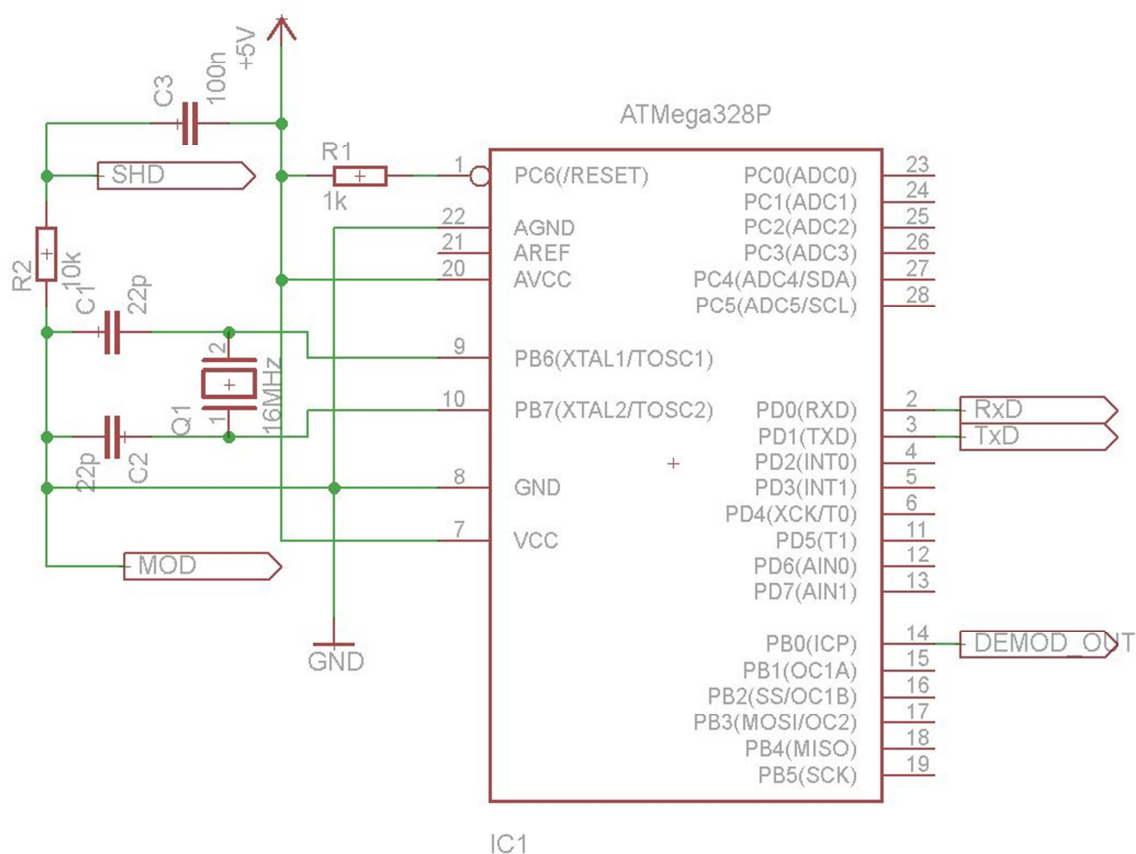 +5V
C3
100n
SHD
R1
1k
R2
10k
C1
22p
Q1
2
1
16MHz
22p
C2
MOD
GND
ATMega328P
1 PC6(/RESET)
22 AGND
21 AREF
20 AVCC
9 PB6(XTAL1/TOSC1)
10 PB7(XTAL2/TOSC2)
8 GND
7 VCC
PC0(ADC0) 23
PC1(ADC1) 24
PC2(ADC2) 25
PC3(ADC3) 26
PC4(ADC4/SDA) 27
PC5(ADC5/SCL) 28
PD0(RXD) 2 RxD
PD1(TXD) 3 TxD
PD2(INT0) 4
PD3(INT1) 5
PD4(XCK/T0) 6
PD5(T1) 11
PD6(AIN0) 12
PD7(AIN1) 13
PB0(ICP) 14 DEMOD_OUT
PB1(OC1A) 15
PB2(SS/OC1B) 16
PB3(MOSI/OC2) 17
PB4(MISO) 18
PB5(SCK) 19
IC1